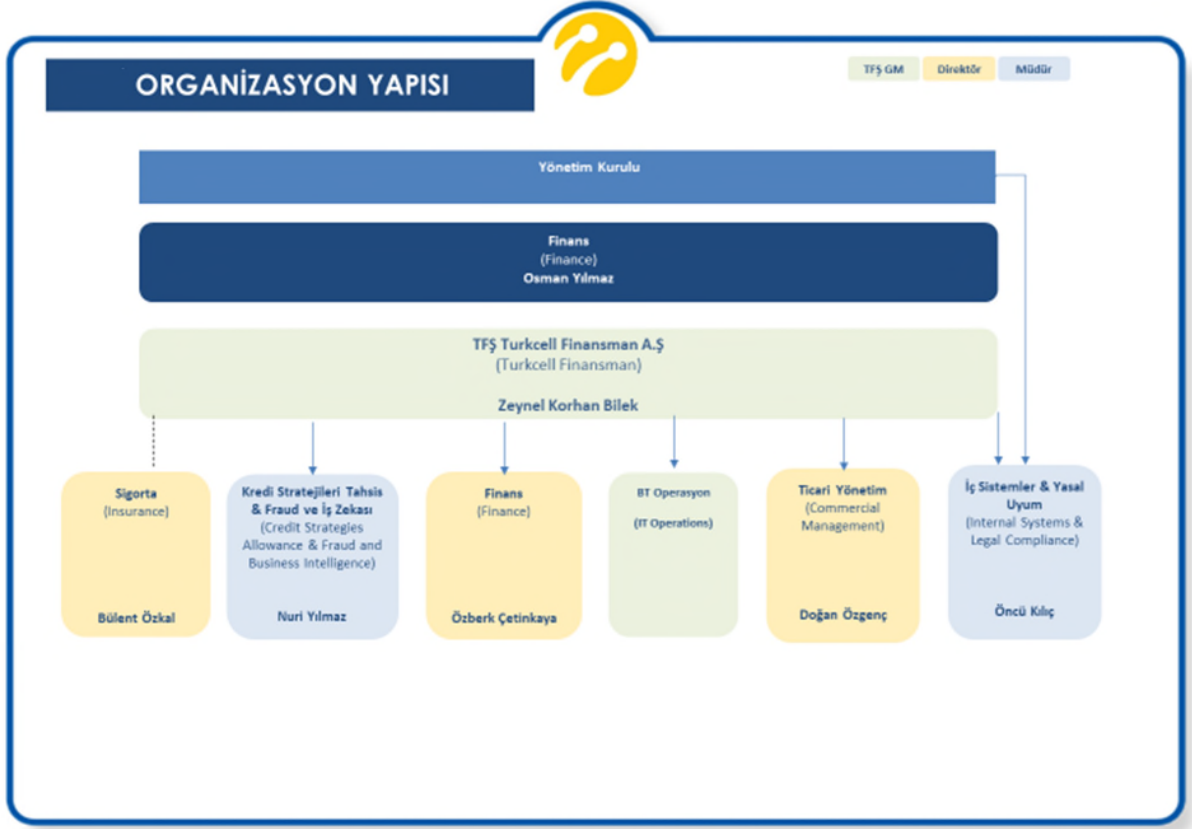 ORGANİZASYON YAPISI
TFŞ GM
Direktör
Müdür
Yönetim Kurulu
Finans
(Finance)
Osman Yılmaz
TFŞ Turkcell Finansman A.Ş
(Turkcell Finansman)
Zeynel Korhan Bilek
Sigorta
(Insurance)
Bülent Özkal
Kredi Stratejileri Tahsis
& Fraud ve İş Zekası
(Credit Strategies
Allowance & Fraud and
Business Intelligence)
Nuri Yılmaz
Finans
(Finance)
Özberk Çetinkaya
BT Operasyon
(IT Operations)
Ticari Yönetim
(Commercial
Management)
Doğan Özgenç
İç Sistemler & Yasal
Uyum
(Internal Systems &
Legal Compliance)
Öncü Kılıç